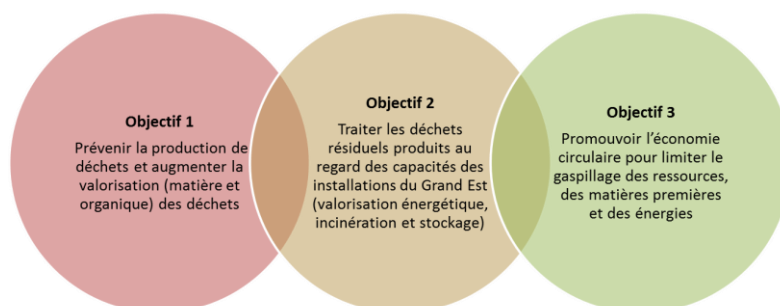 Objectif 1
Prévenir la production de
déchets et augmenter la
valorisation (matière et
organique) des déchets
Objectif 2
Traiter les déchets
résiduels produits au
regard des capacités des
installations du Grand Est
(valorisation énergétique,
incinération et stockage)
Objectif 3
Promouvoir l’économie
circulaire pour limiter le
gaspillage des ressources,
des matières premières
et des énergies